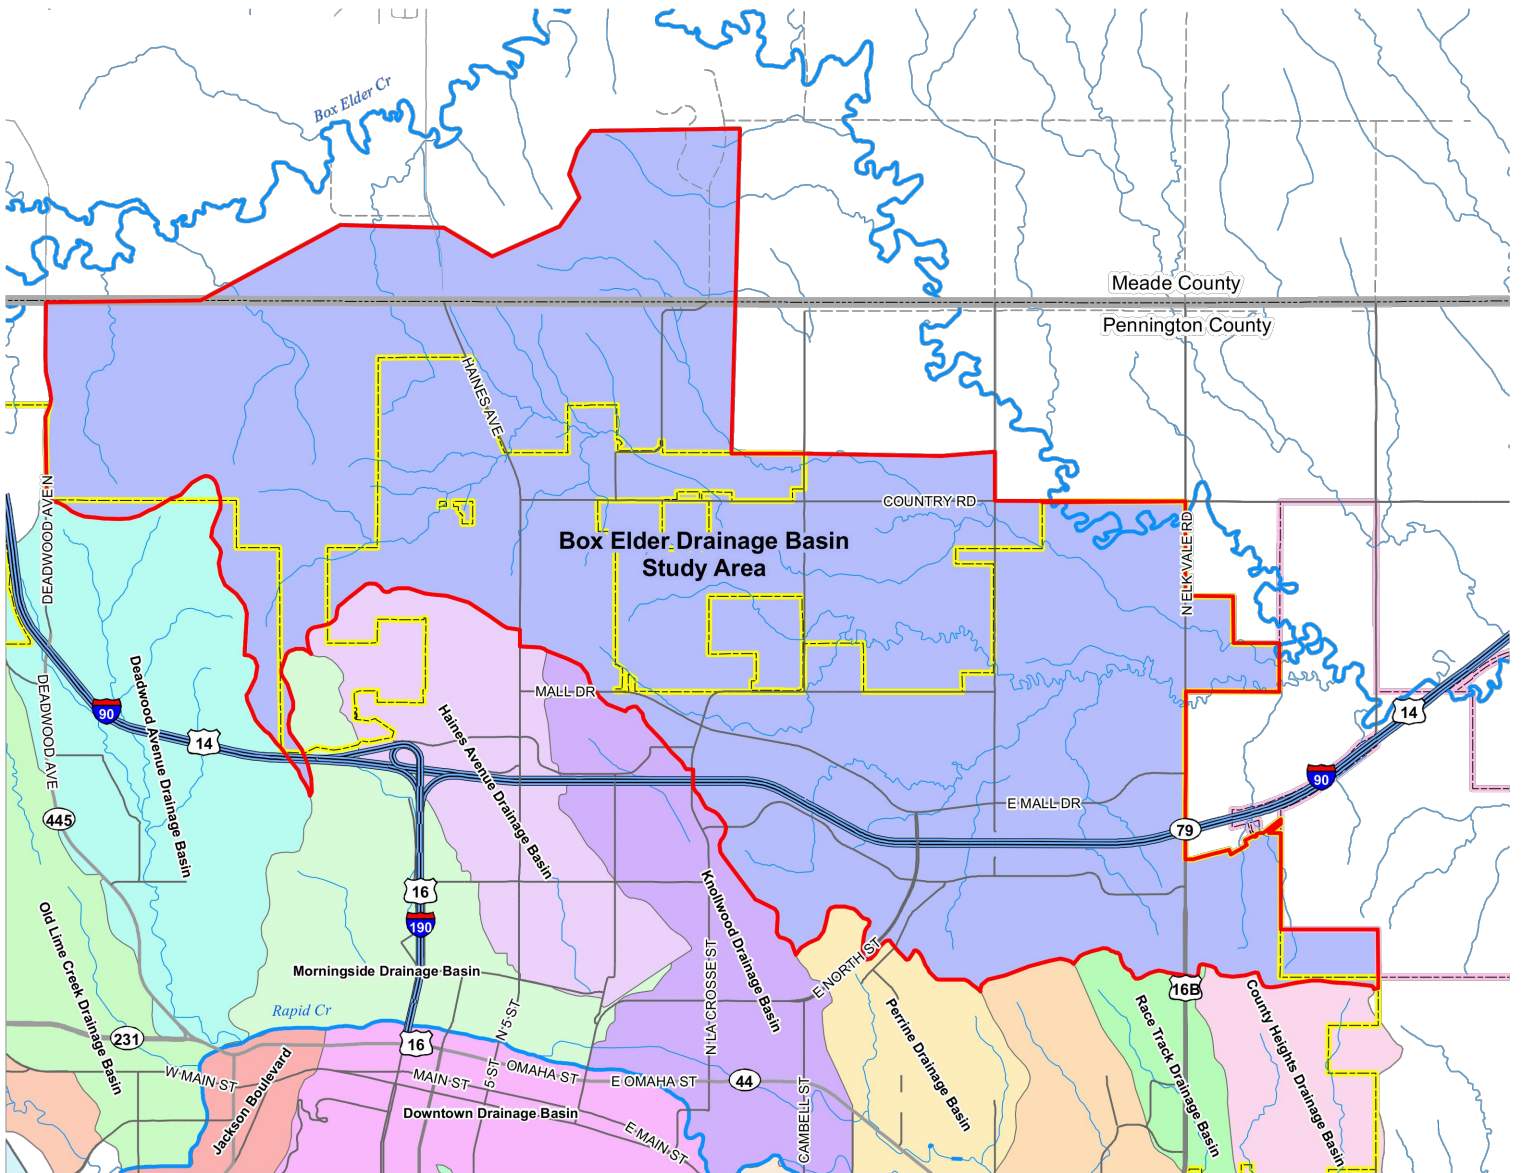 Box Elder Cr
Meade County
Pennington County
HAINES AVE
DEADWOOD AVE N
COUNTRY RD
N ELK VALE RD
Box Elder Drainage Basin
Study Area
DEADWOOD AVE
Deadwood Avenue Drainage Basin
MALL DR
Haines Avenue Drainage Basin
90
14
14
90
E MALL DR
79
445
16
190
Knollwood Drainage Basin
Old Lime Creek Drainage Basin
Morningside Drainage Basin
N LA CROSSE ST
E NORTH ST
Perrine Drainage Basin
16B
Race Track Drainage Basin
County Heights Drainage Basin
Rapid Cr
N 5 ST
231
16
W MAIN ST
Jackson Boulevard
MAIN ST
5 ST
OMAHA ST
E OMAHA ST
44
CAMBELL ST
Downtown Drainage Basin
E MAIN ST